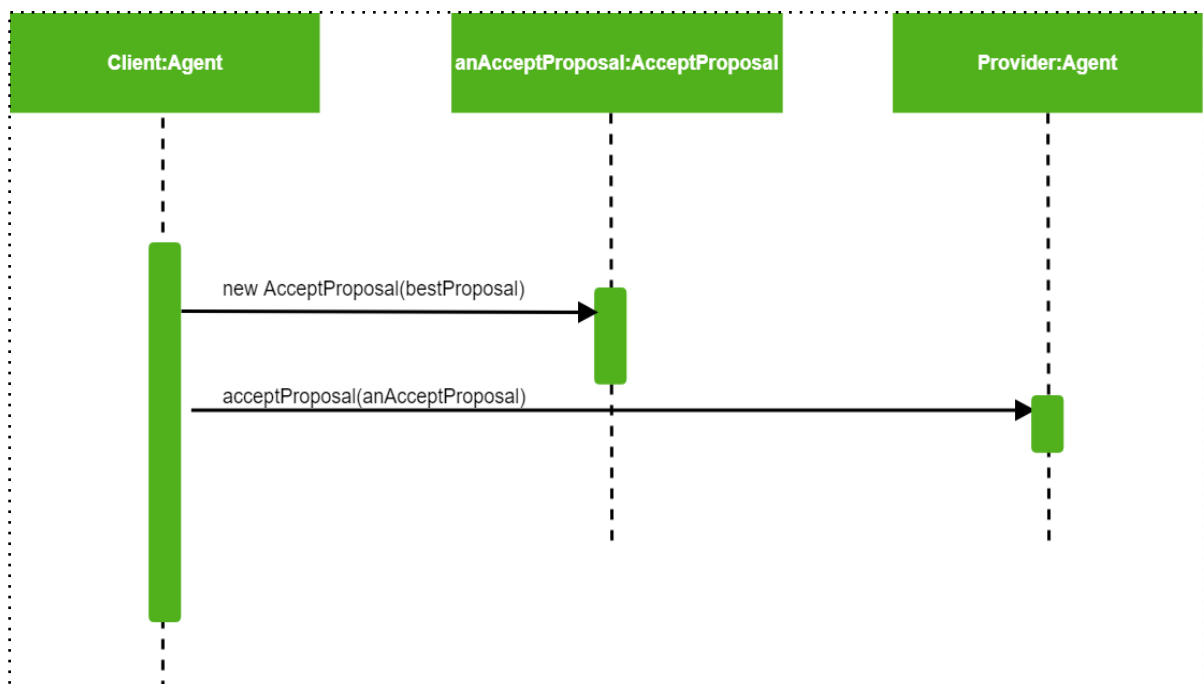 Client:Agent
anAcceptProposal:AcceptProposal
Provider:Agent
new AcceptProposal(bestProposal)
acceptProposal(anAcceptProposal)